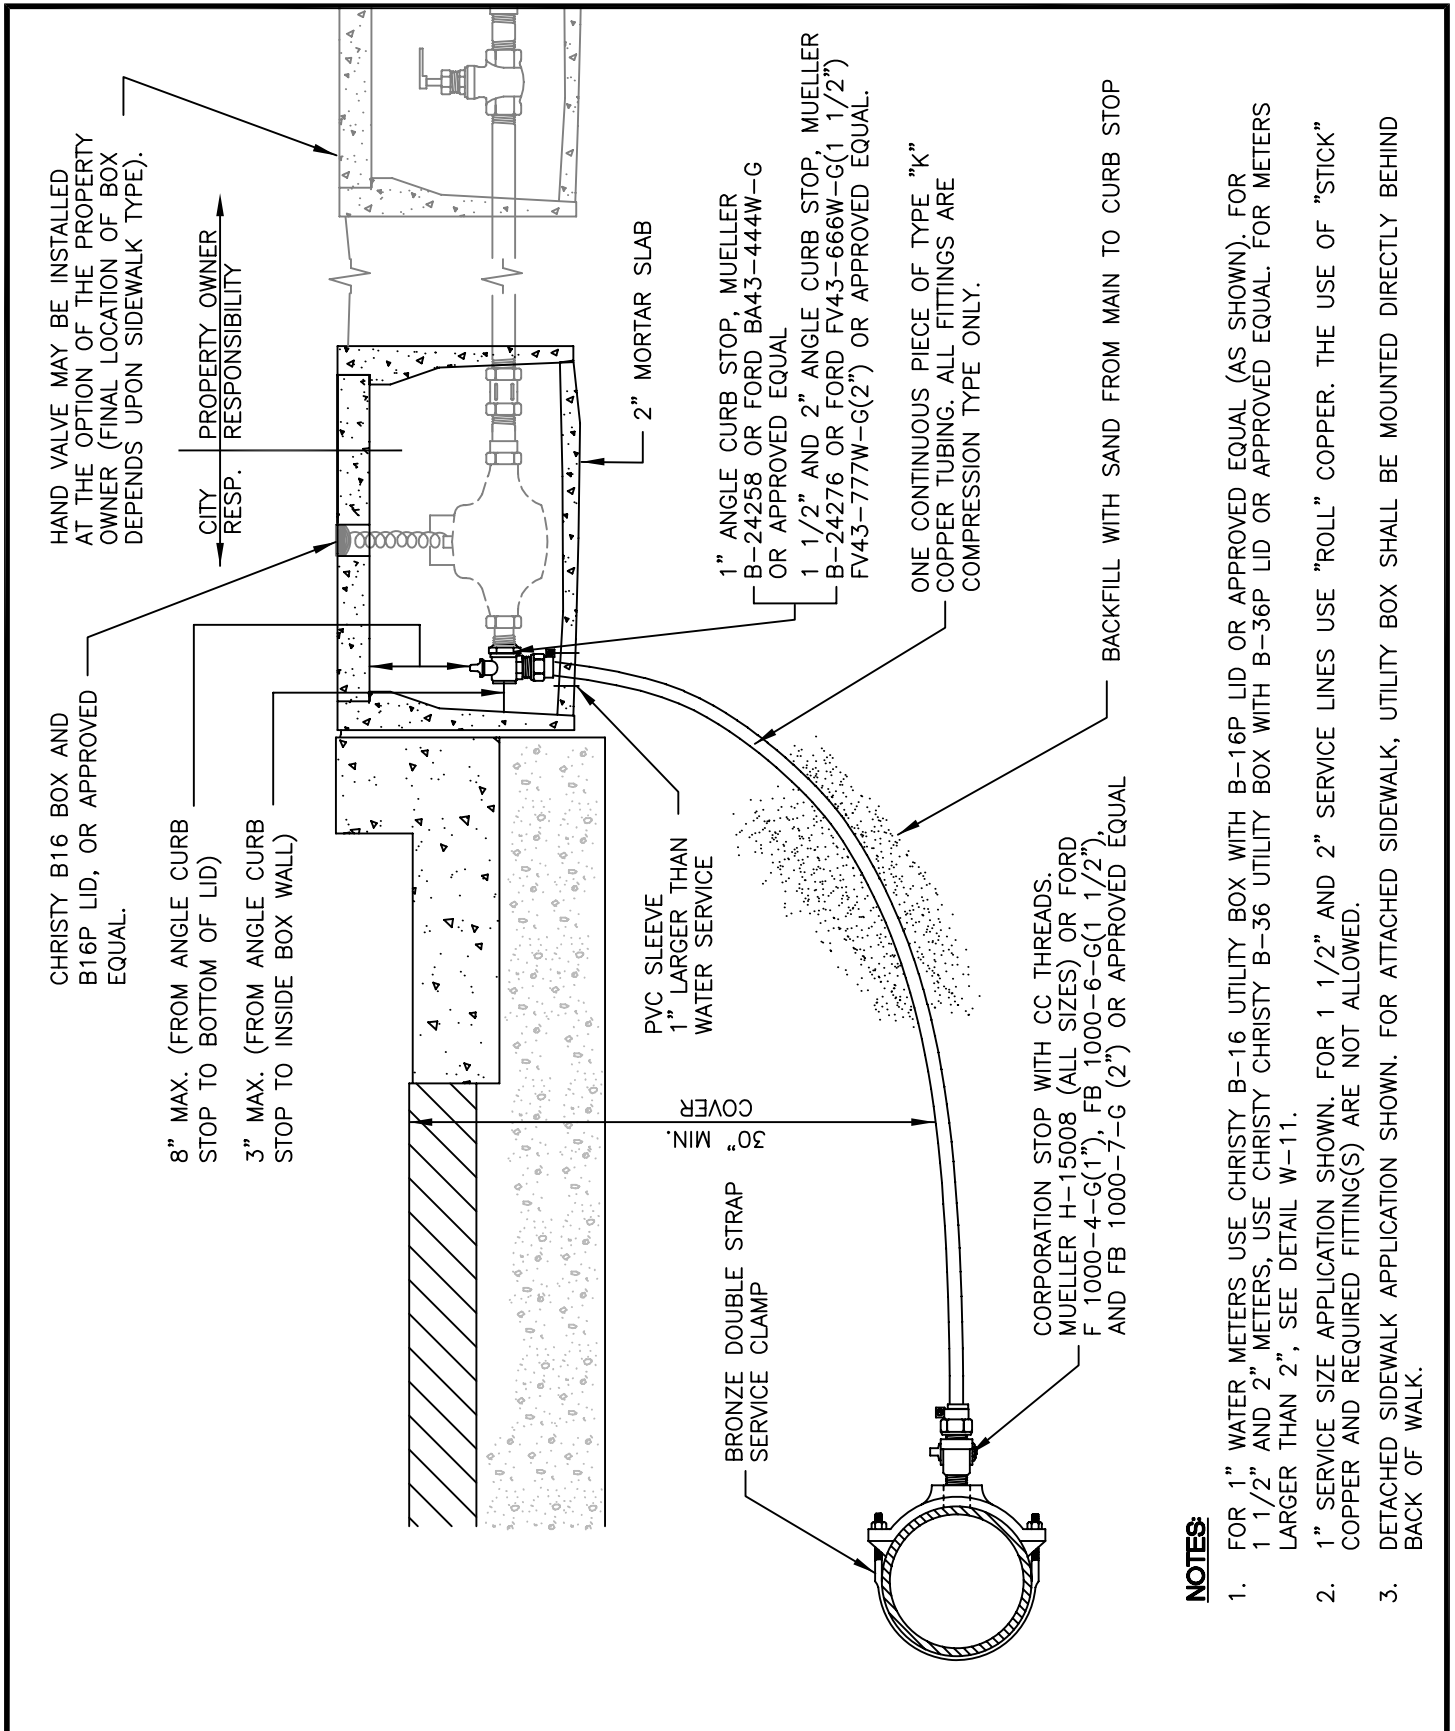 HAND VALVE MAY BE INSTALLED
AT THE OPTION OF THE PROPERTY
OWNER (FINAL LOCATION OF BOX
DEPENDS UPON SIDEWALK TYPE).
CITY
RESP.
PROPERTY OWNER
RESPONSIBILITY
CHRISTY B16 BOX AND
B16P LID, OR APPROVED
EQUAL.
8" MAX. (FROM ANGLE CURB
STOP TO BOTTOM OF LID)
3" MAX. (FROM ANGLE CURB
STOP TO INSIDE BOX WALL)
2" MORTAR SLAB
1" ANGLE CURB STOP, MUELLER
B-24258 OR FORD BA43-444W-G
OR APPROVED EQUAL
1 1/2" AND 2" ANGLE CURB STOP, MUELLER
B-24276 OR FORD FV43-666W-G(1 1/2")
FV43-777W-G(2") OR APPROVED EQUAL.
PVC SLEEVE
1" LARGER THAN
WATER SERVICE
ONE CONTINUOUS PIECE OF TYPE "K"
COPPER TUBING. ALL FITTINGS ARE
COMPRESSION TYPE ONLY.
BACKFILL WITH SAND FROM MAIN TO CURB STOP
30" MIN.
COVER
BRONZE DOUBLE STRAP
SERVICE CLAMP
CORPORATION STOP WITH CC THREADS.
MUELLER H-15008 (ALL SIZES) OR FORD
F 1000-4-G(1"), FB 1000-6-G(1 1/2"),
AND FB 1000-7-G (2") OR APPROVED EQUAL
NOTES:
1. FOR 1" WATER METERS USE CHRISTY B-16 UTILITY BOX WITH B-16P LID OR APPROVED EQUAL (AS SHOWN). FOR
1 1/2" AND 2" METERS, USE CHRISTY CHRISTY B-36 UTILITY BOX WITH B-36P LID OR APPROVED EQUAL. FOR METERS
LARGER THAN 2", SEE DETAIL W-11.
2. 1" SERVICE SIZE APPLICATION SHOWN. FOR 1 1/2" AND 2" SERVICE LINES USE "ROLL" COPPER. THE USE OF "STICK"
COPPER AND REQUIRED FITTING(S) ARE NOT ALLOWED.
3. DETACHED SIDEWALK APPLICATION SHOWN. FOR ATTACHED SIDEWALK, UTILITY BOX SHALL BE MOUNTED DIRECTLY BEHIND
BACK OF WALK.